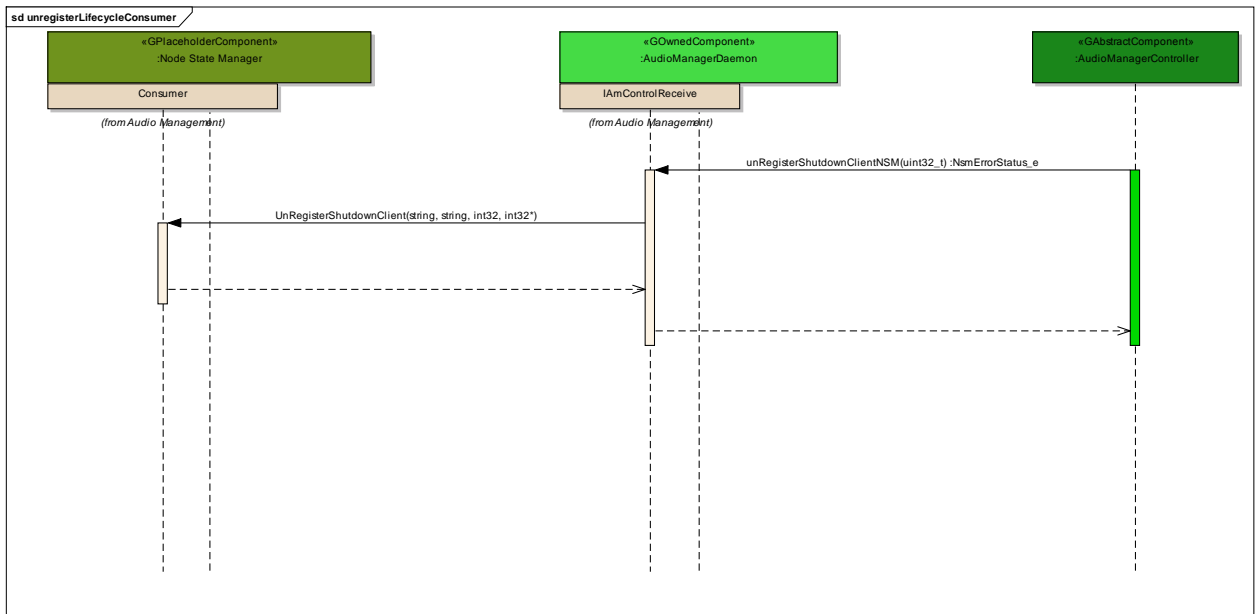 sd unregisterLifecycleConsumer
«GPlaceholderComponent»
:Node State Manager
Consumer
(from Audio Management)
«GOwnedComponent»
:AudioManagerDaemon
IAmControlReceive
(from Audio Management)
«GAbstractComponent»
:AudioManagerController
unRegisterShutdownClientNSM(uint32_t) :NsmErrorStatus_e
UnRegisterShutdownClient(string, string, int32, int32*)